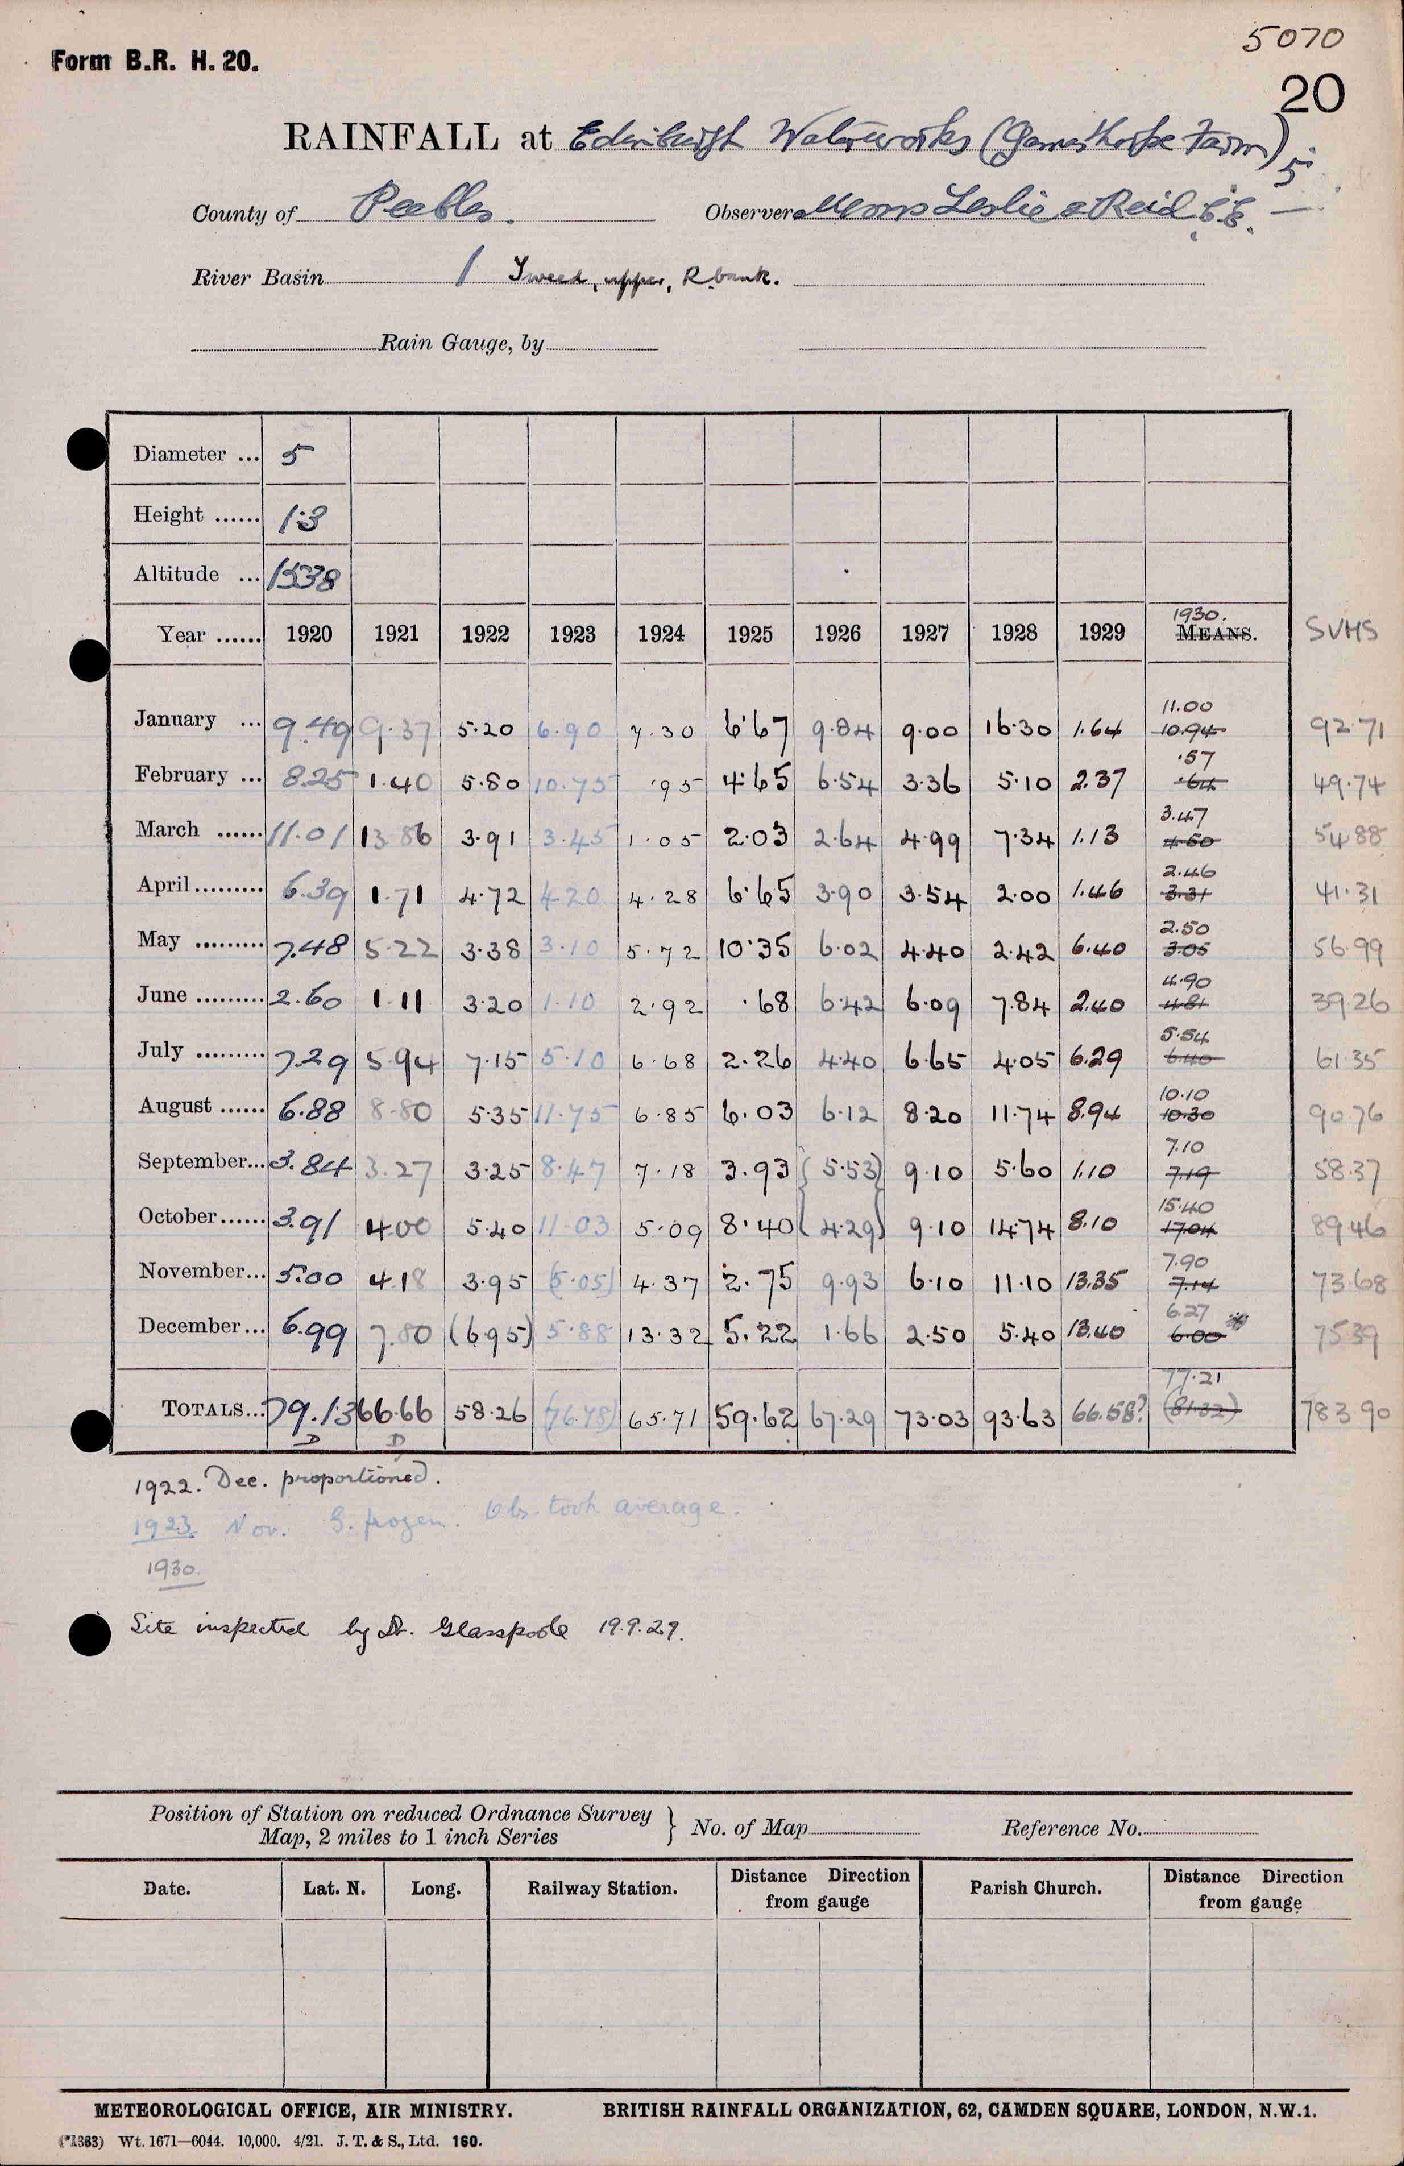 5070
Form B.R. H. 20.
20
RAINFALL at Edinburgh Waterworks (Gameshope Farm) 5
County of Peebles. Observer Messrs Leslie & Reid C.E.
River Basin 1 Tweed, upper, R bank.
Rain Gauge, by
Diameter ... 5
Height ...... 1·3
Altitude ... 1338
1930.
Year ...... 1920 1921 1922 1923 1924 1925 1926 1927 1928 1929 MEANS. SUMS
11.00
January ... 9.49 9.37 5.20 6.90 7.30 6.67 9.84 9.00 16.30 1.64 10.94 92.71
.57
February ... 8.25 1.40 5.80 10.75 .95 4.65 6.54 3.36 5.10 2.37 .64 49.74
3.47
March ...... 11.01 13.86 3.91 3.45 1.05 2.03 2.64 4.99 7.34 1.13 4.50 54.88
2.46
April......... 6.39 1.71 4.72 4.20 4.28 6.65 3.90 3.54 2.00 1.46 3.31 41.31
2.50
May ......... 7.48 5.22 3.38 3.10 5.72 10.35 6.02 4.40 2.42 6.40 3.05 56.99
4.90
June ......... 2.60 1.11 3.20 1.10 2.92 .68 6.42 6.09 7.84 2.40 4.81 39.26
5.54
July ......... 7.29 5.94 7.15 5.10 6.68 2.26 4.40 6.65 4.05 6.29 6.40 61.35
10.10
August ...... 6.88 8.80 5.35 11.75 6.85 6.03 6.12 8.20 11.74 8.94 10.30 90.76
7.10
September... 3.84 3.27 3.25 8.47 7.18 3.93 (5.53) 9.10 5.60 1.10 7.19 58.37
15.40
October...... 3.91 4.00 5.40 11.03 5.09 8.40 (4.29) 9.10 14.74 8.10 17.04 89.46
7.90
November... 5.00 4.18 3.95 (5.05) 4.37 2.75 9.93 6.10 11.10 13.35 7.14 73.68
6.27
December... 6.99 7.80 (6.95) 5.88 13.32 5.22 1.66 2.50 5.40 13.40 6.00 75.39
77.21
TOTALS... 79.13 66.66 58.26 (76.78) 65.71 59.62 67.29 73.03 93.63 66.58? (81.32) 783.90
D D
1922. Dec. proportioned.
1923 Nov. G. frozen. Obs. took average.
1930.
Site inspected by Dr. Glasspoole 19.9.29.
Position of Station on reduced Ordnance Survey
Map, 2 miles to 1 inch Series } No. of Map Reference No.
Date. Lat. N. Long. Railway Station. Distance Direction from gauge Parish Church. Distance Direction from gauge
METEOROLOGICAL OFFICE, AIR MINISTRY. BRITISH RAINFALL ORGANIZATION, 62, CAMDEN SQUARE, LONDON, N.W.1.
(*1383) Wt. 1671—6044. 10,000. 4/21. J. T. & S., Ltd. 160.